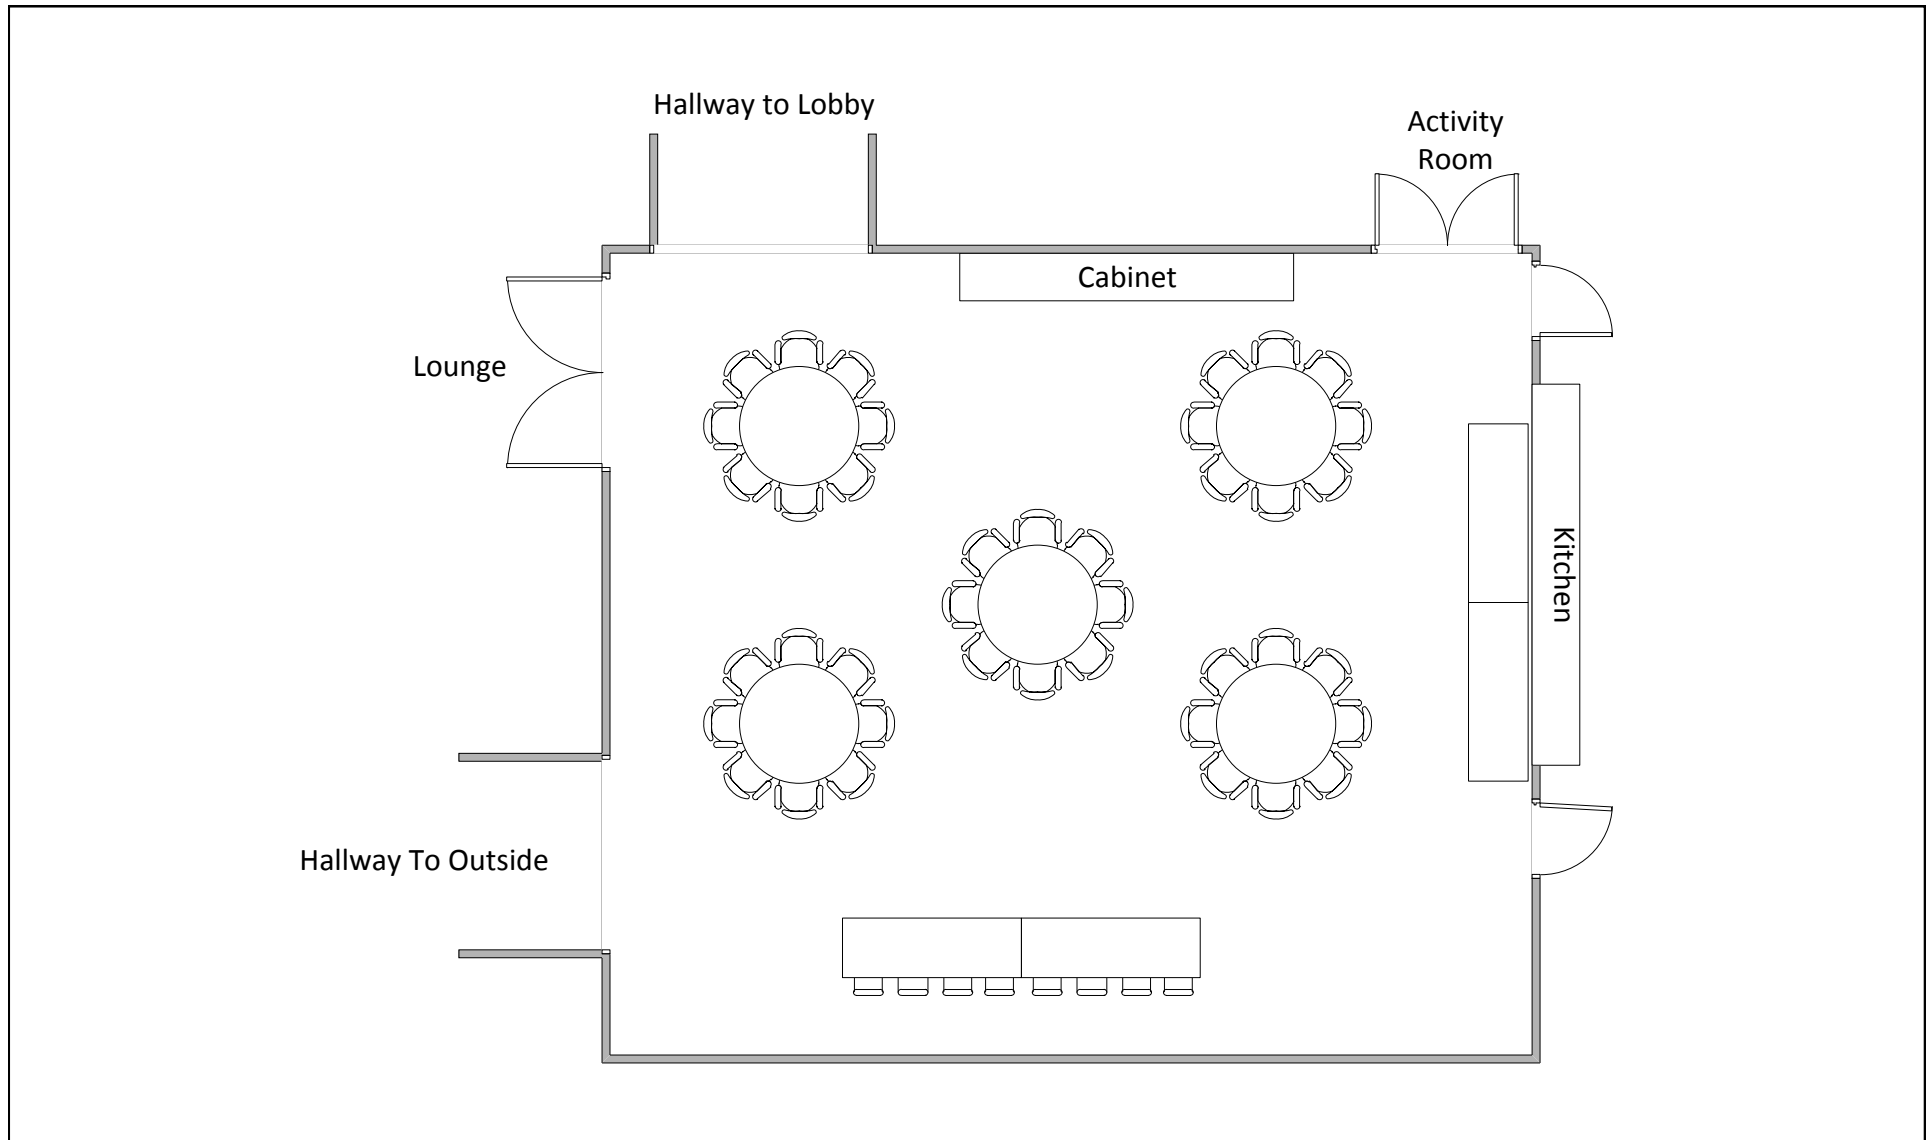 Hallway to Lobby
Activity
Room
Cabinet
Lounge
Kitchen
Hallway To Outside